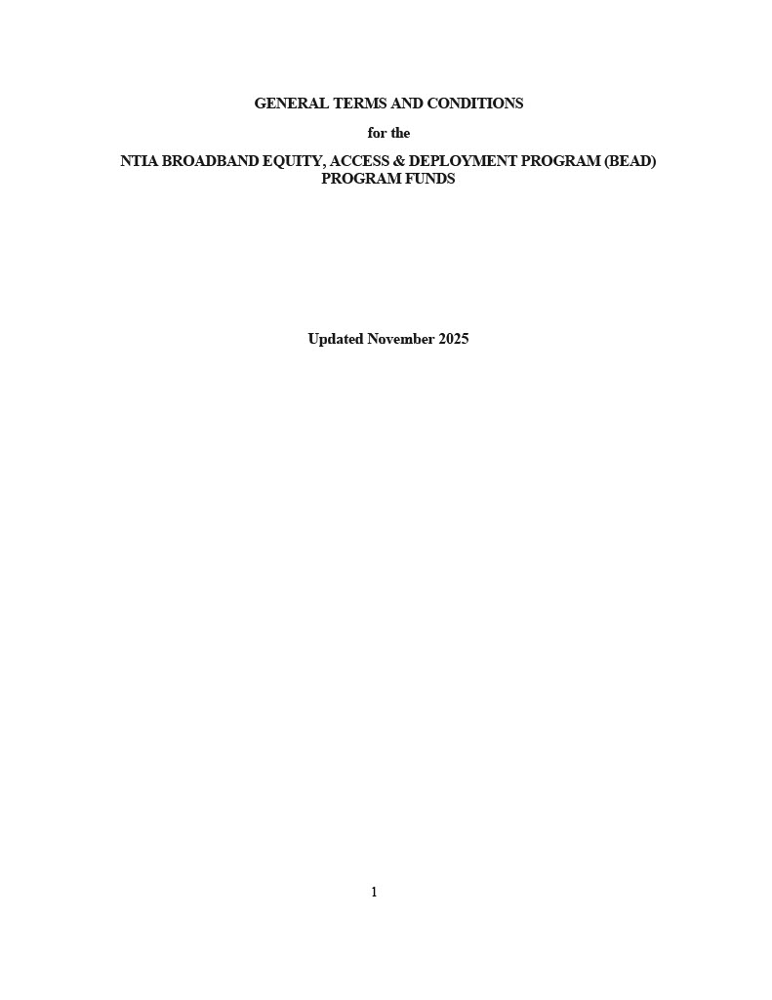 GENERAL TERMS AND CONDITIONS
for the
NTIA BROADBAND EQUITY, ACCESS & DEPLOYMENT PROGRAM (BEAD)
PROGRAM FUNDS
Updated November 2025
1